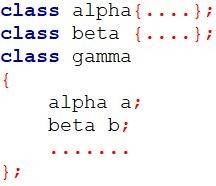 class alpha{....};
class beta {....};
class gamma
{
    alpha a;
    beta b;
    .......
};